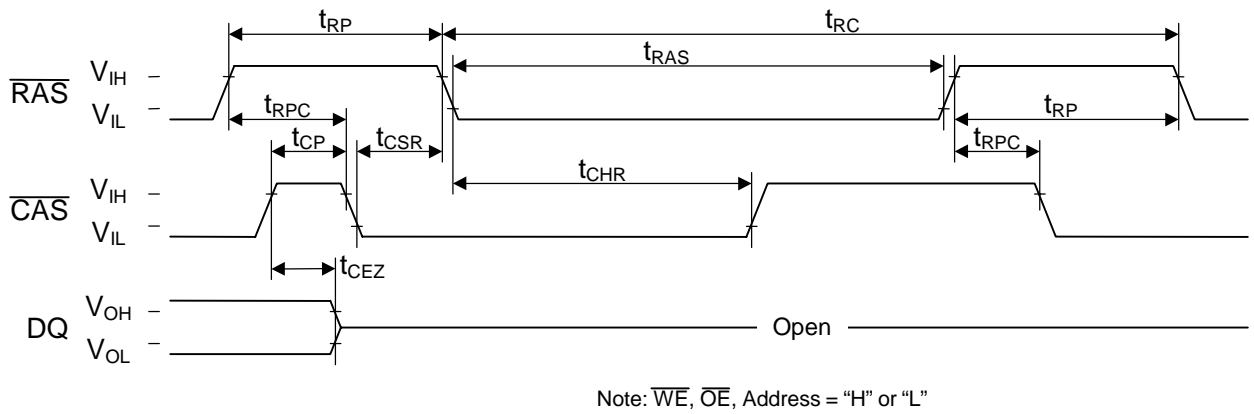 tRP
tRC
tRAS
RAS
VIH
VIL
tRPC
tRP
tCP
tCSR
tRPC
tCHR
CAS
VIH
VIL
tCEZ
DQ
VOH
VOL
Open
Note: WE, OE, Address = “H” or “L”